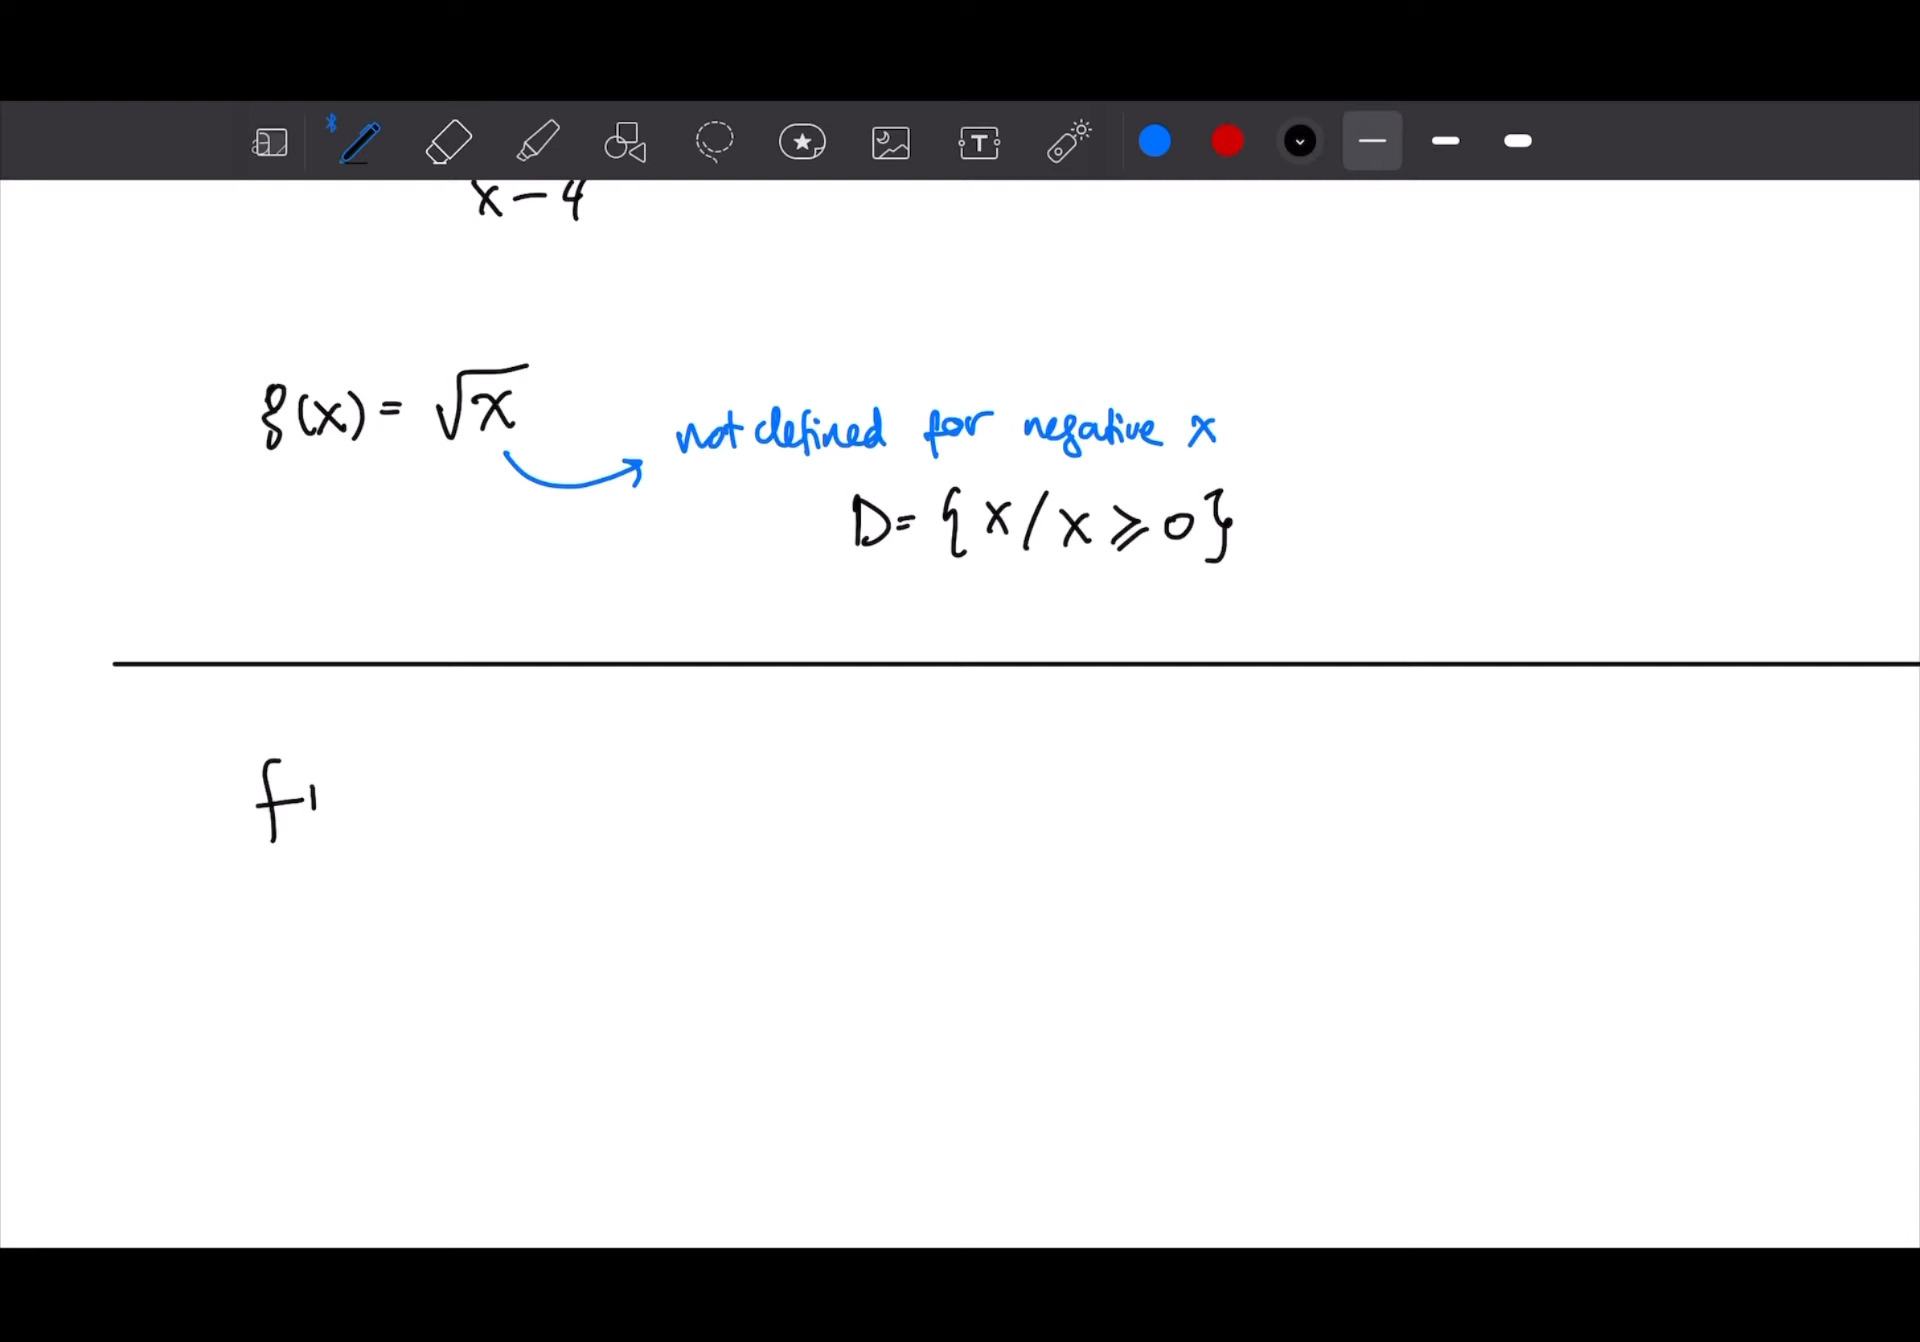 x - 4
g(x) = √x
not defined for negative x
D = {x / x ⩾ 0}
f